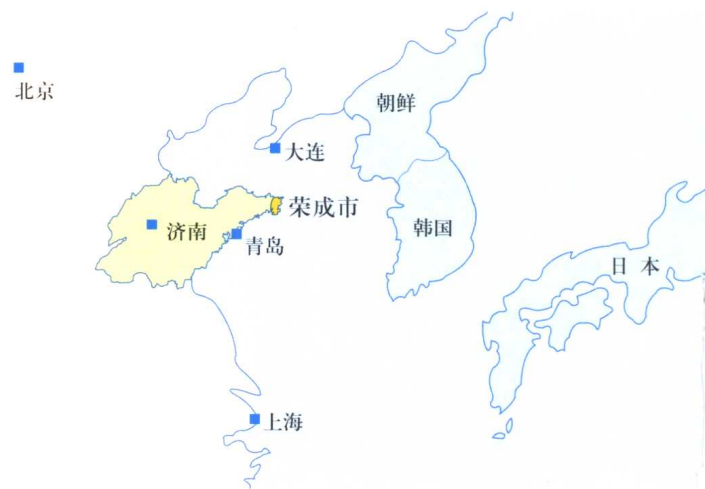 北京
朝鲜
大连
荣成市
济南
韩国
青岛
日本
上海